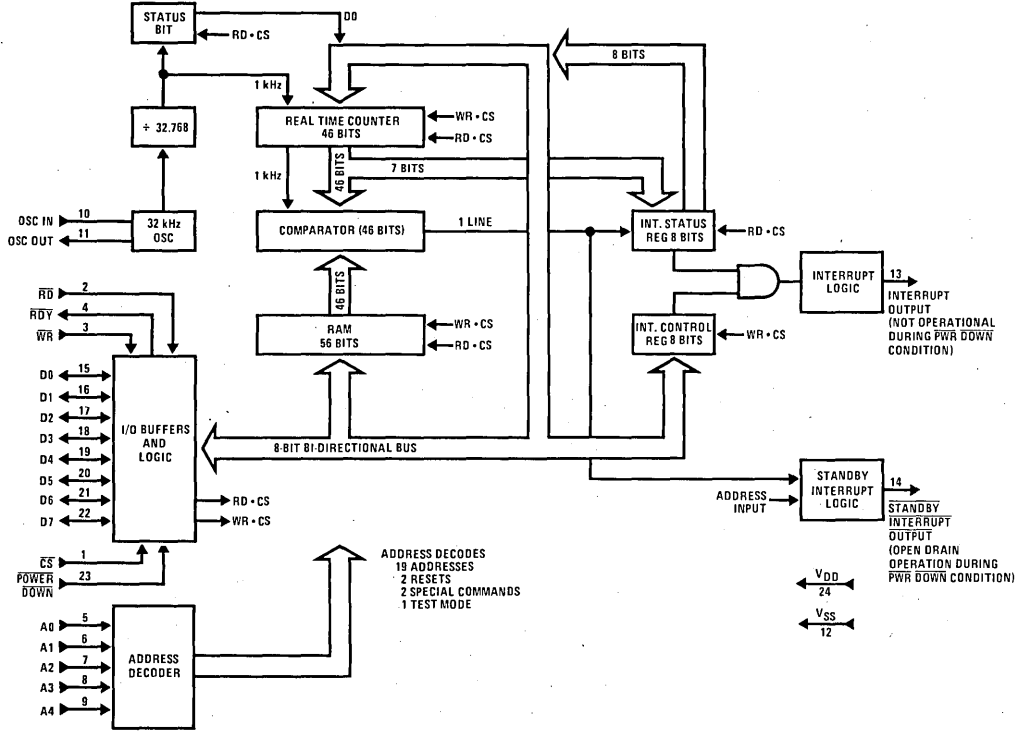 STATUS
BIT
D0
RD • CS
8 BITS
1 kHz
÷ 32.768
REAL TIME COUNTER
46 BITS
WR • CS
RD • CS
1 kHz
46 BITS
7 BITS
OSC IN
10
OSC OUT
11
32 kHz
OSC
COMPARATOR (46 BITS)
1 LINE
INT. STATUS
REG 8 BITS
RD • CS
46 BITS
INTERRUPT
LOGIC
13
INTERRUPT
OUTPUT
(NOT OPERATIONAL
DURING PWR DOWN
CONDITION)
RD
2
RDY
4
WR
3
RAM
56 BITS
WR • CS
RD • CS
INT. CONTROL
REG 8 BITS
WR • CS
D0
15
D1
16
D2
17
D3
18
D4
19
D5
20
D6
21
D7
22
I/O BUFFERS
AND
LOGIC
8-BIT BI-DIRECTIONAL BUS
RD • CS
WR • CS
CS
1
POWER
DOWN
23
ADDRESS
INPUT
STANDBY
INTERRUPT
LOGIC
14
STANDBY
INTERRUPT
OUTPUT
(OPEN DRAIN
OPERATION DURING
PWR DOWN CONDITION)
ADDRESS DECODES
19 ADDRESSES
2 RESETS
2 SPECIAL COMMANDS
1 TEST MODE
VDD
24
VSS
12
A0
5
A1
6
A2
7
A3
8
A4
9
ADDRESS
DECODER